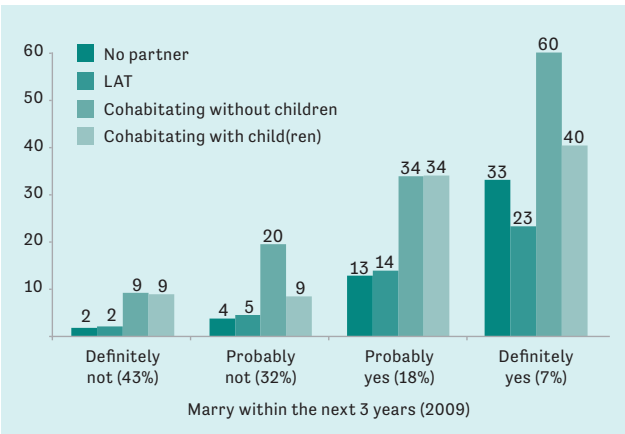 60
50
40
30
20
10
No partner
LAT
Cohabitating without children
Cohabitating with child(ren)
2 2 9 9
4 5 20 9
13 14 34 34
33 23 60 40
Definitely
not (43%)
Probably
not (32%)
Probably
yes (18%)
Definitely
yes (7%)
Marry within the next 3 years (2009)